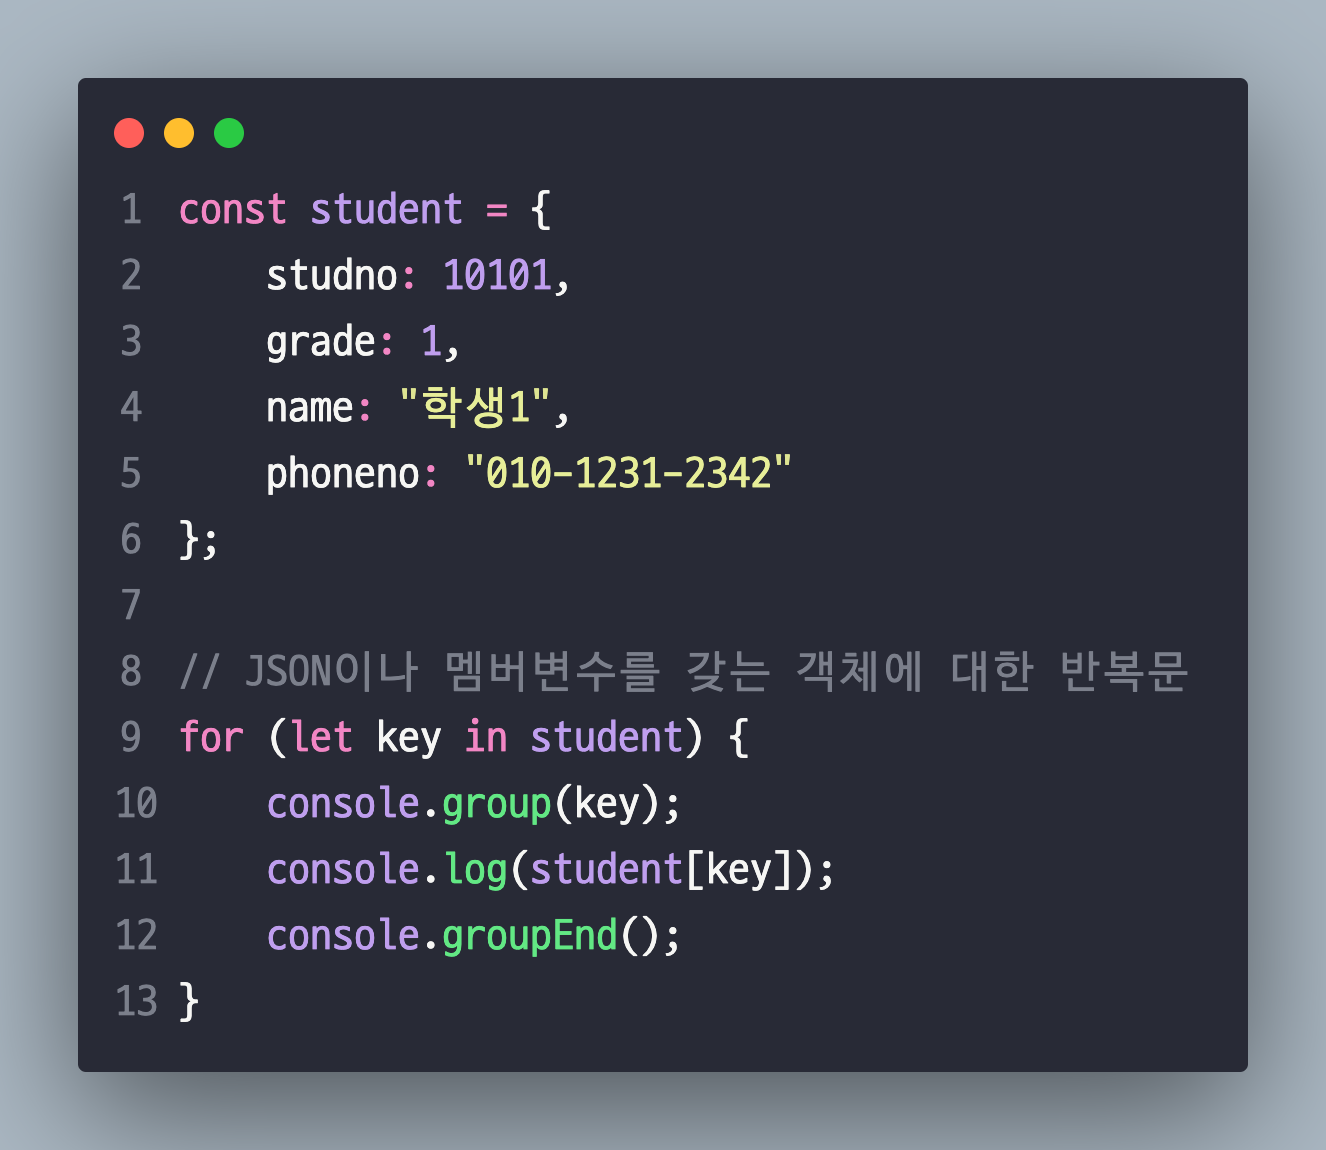 1 const student = {
2     studno: 10101,
3     grade: 1,
4     name: "학생1",
5     phoneno: "010-1231-2342"
6 };
7
8 // JSON이나 멤버변수를 갖는 객체에 대한 반복문
9 for (let key in student) {
10     console.group(key);
11     console.log(student[key]);
12     console.groupEnd();
13 }